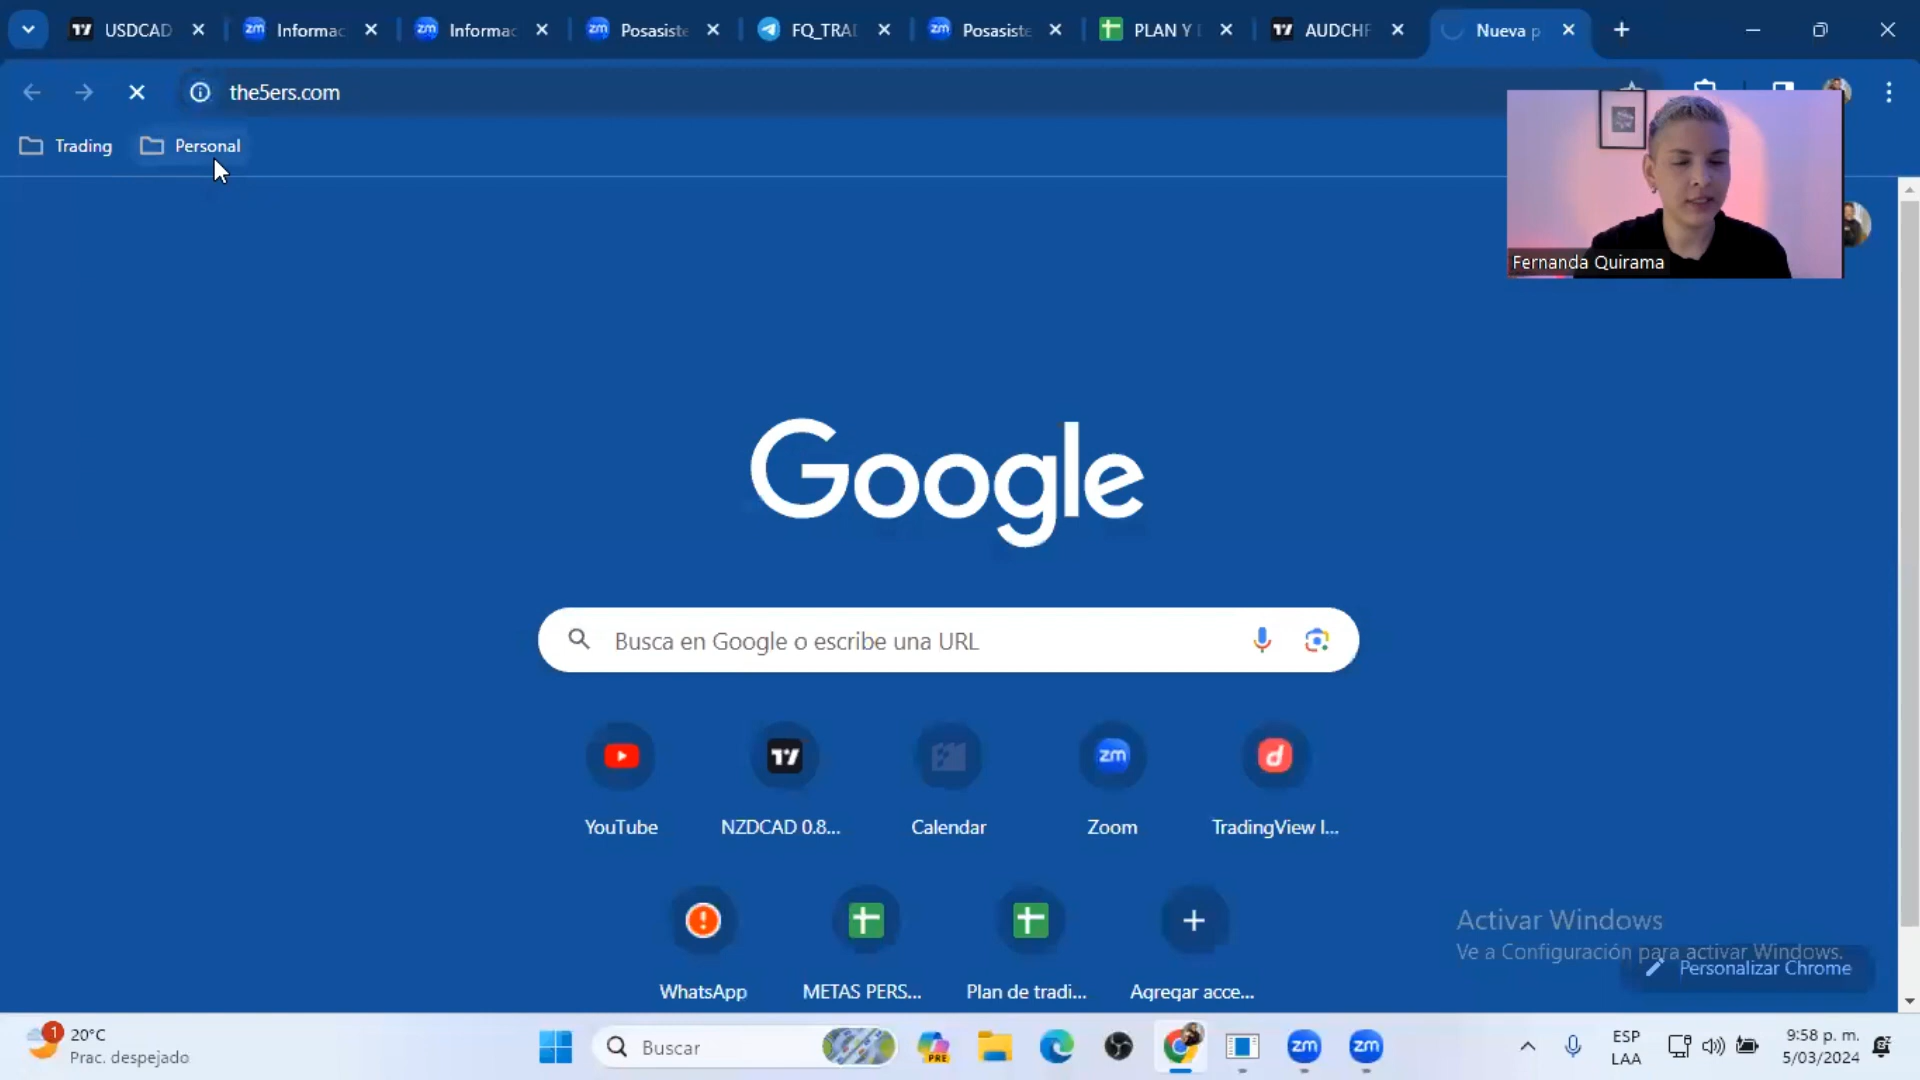 USDCAD
Informac
Informac
Posasiste
FQ_TRAI
Posasiste
PLAN Y
AUDCHF
Nueva p
the5ers.com
Trading
Personal
Fernanda Quirama
Google
Busca en Google o escribe una URL
YouTube
NZDCAD 0.8...
Calendar
Zoom
TradingView I...
WhatsApp
METAS PERS...
Plan de tradi...
Agregar acce...
Activar Windows
Ve a Configuración para activar Windows.
Personalizar Chrome
1
20°C
Prac. despejado
Buscar
PRE
ESP
LAA
9:58 p. m.
5/03/2024